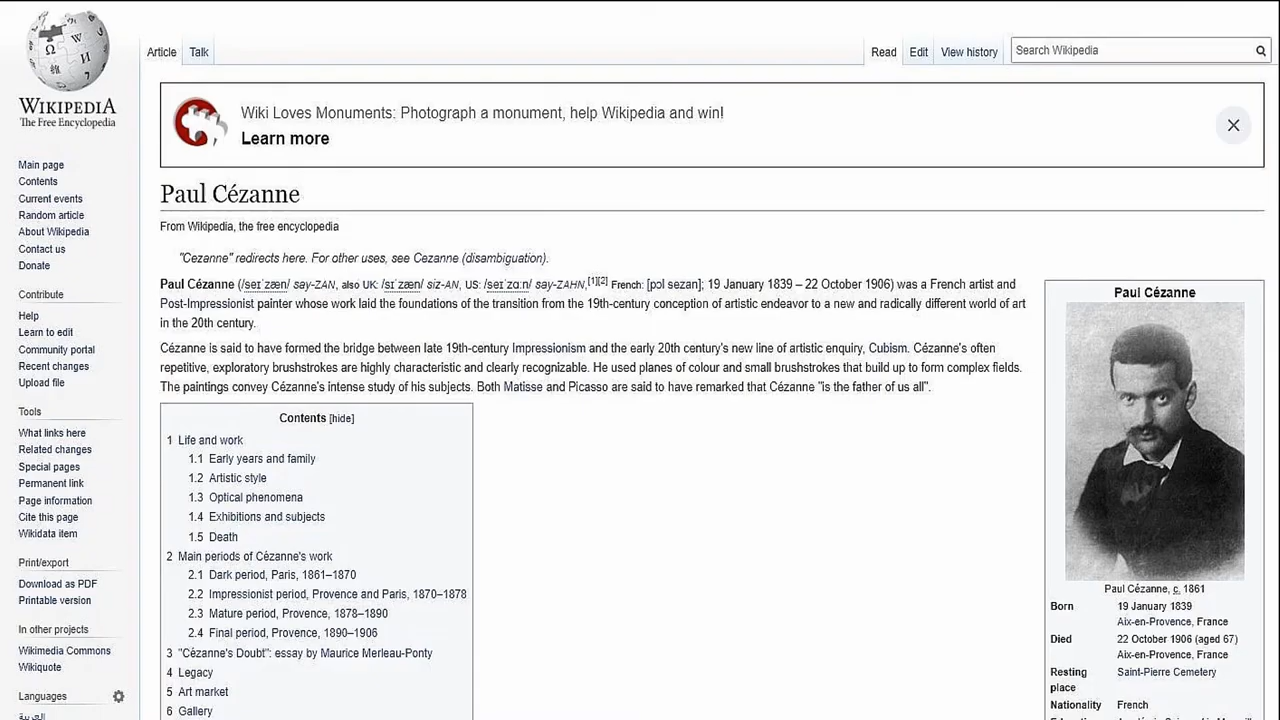 WIKIPEDIA
The Free Encyclopedia
Main page
Contents
Current events
Random article
About Wikipedia
Contact us
Donate
Contribute
Help
Learn to edit
Community portal
Recent changes
Upload file
Tools
What links here
Related changes
Special pages
Permanent link
Page information
Cite this page
Wikidata item
Print/export
Download as PDF
Printable version
In other projects
Wikimedia Commons
Wikiquote
Languages
العربية
Article Talk
Read Edit View history Search Wikipedia
Wiki Loves Monuments: Photograph a monument, help Wikipedia and win!
Learn more
Paul Cézanne
From Wikipedia, the free encyclopedia
"Cezanne" redirects here. For other uses, see Cezanne (disambiguation).
Paul Cézanne (/seɪˈzæn/ say-ZAN, also UK: /sɪˈzæn/ siz-AN, US: /seɪˈzɑːn/ say-ZAHN,[1][2] French: [pɔl sezan]; 19 January 1839 – 22 October 1906) was a French artist and
Post-Impressionist painter whose work laid the foundations of the transition from the 19th-century conception of artistic endeavor to a new and radically different world of art
in the 20th century.
Cézanne is said to have formed the bridge between late 19th-century Impressionism and the early 20th century's new line of artistic enquiry, Cubism. Cézanne's often
repetitive, exploratory brushstrokes are highly characteristic and clearly recognizable. He used planes of colour and small brushstrokes that build up to form complex fields.
The paintings convey Cézanne's intense study of his subjects. Both Matisse and Picasso are said to have remarked that Cézanne "is the father of us all".
Contents [hide]
1 Life and work
1.1 Early years and family
1.2 Artistic style
1.3 Optical phenomena
1.4 Exhibitions and subjects
1.5 Death
2 Main periods of Cézanne's work
2.1 Dark period, Paris, 1861–1870
2.2 Impressionist period, Provence and Paris, 1870–1878
2.3 Mature period, Provence, 1878–1890
2.4 Final period, Provence, 1890–1906
3 "Cézanne's Doubt": essay by Maurice Merleau-Ponty
4 Legacy
5 Art market
6 Gallery
Paul Cézanne
Paul Cézanne, c. 1861
Born 19 January 1839
Aix-en-Provence, France
Died 22 October 1906 (aged 67)
Aix-en-Provence, France
Resting Saint-Pierre Cemetery
place
Nationality French